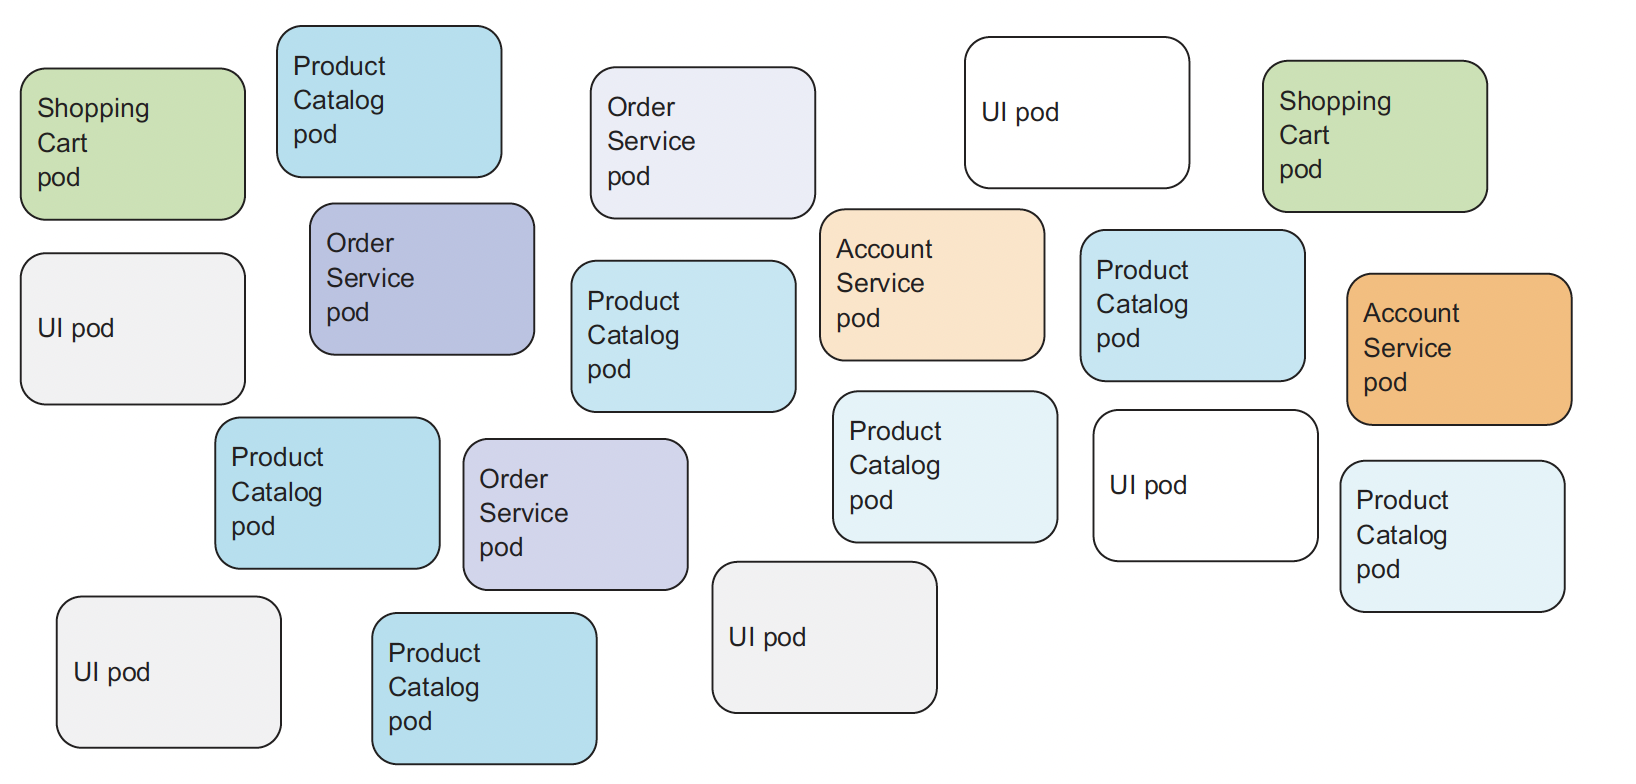 Shopping
Cart
pod
Product
Catalog
pod
Order
Service
pod
UI pod
Shopping
Cart
pod
UI pod
Order
Service
pod
Product
Catalog
pod
Account
Service
pod
Product
Catalog
pod
Account
Service
pod
Product
Catalog
pod
Order
Service
pod
Product
Catalog
pod
UI pod
Product
Catalog
pod
UI pod
Product
Catalog
pod
UI pod